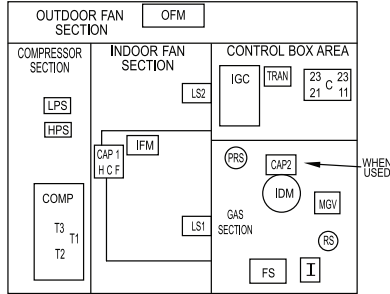 OUTDOOR FAN
SECTION
OFM
COMPRESSOR
SECTION
LPS
HPS
COMP
T3
T1
T2
INDOOR FAN
SECTION
LS2
IFM
CAP 1
H C F
LS1
CONTROL BOX AREA
IGC
TRAN
23 C 23
21 11
PRS
CAP2
WHEN
USED
IDM
MGV
GAS
SECTION
RS
FS
I